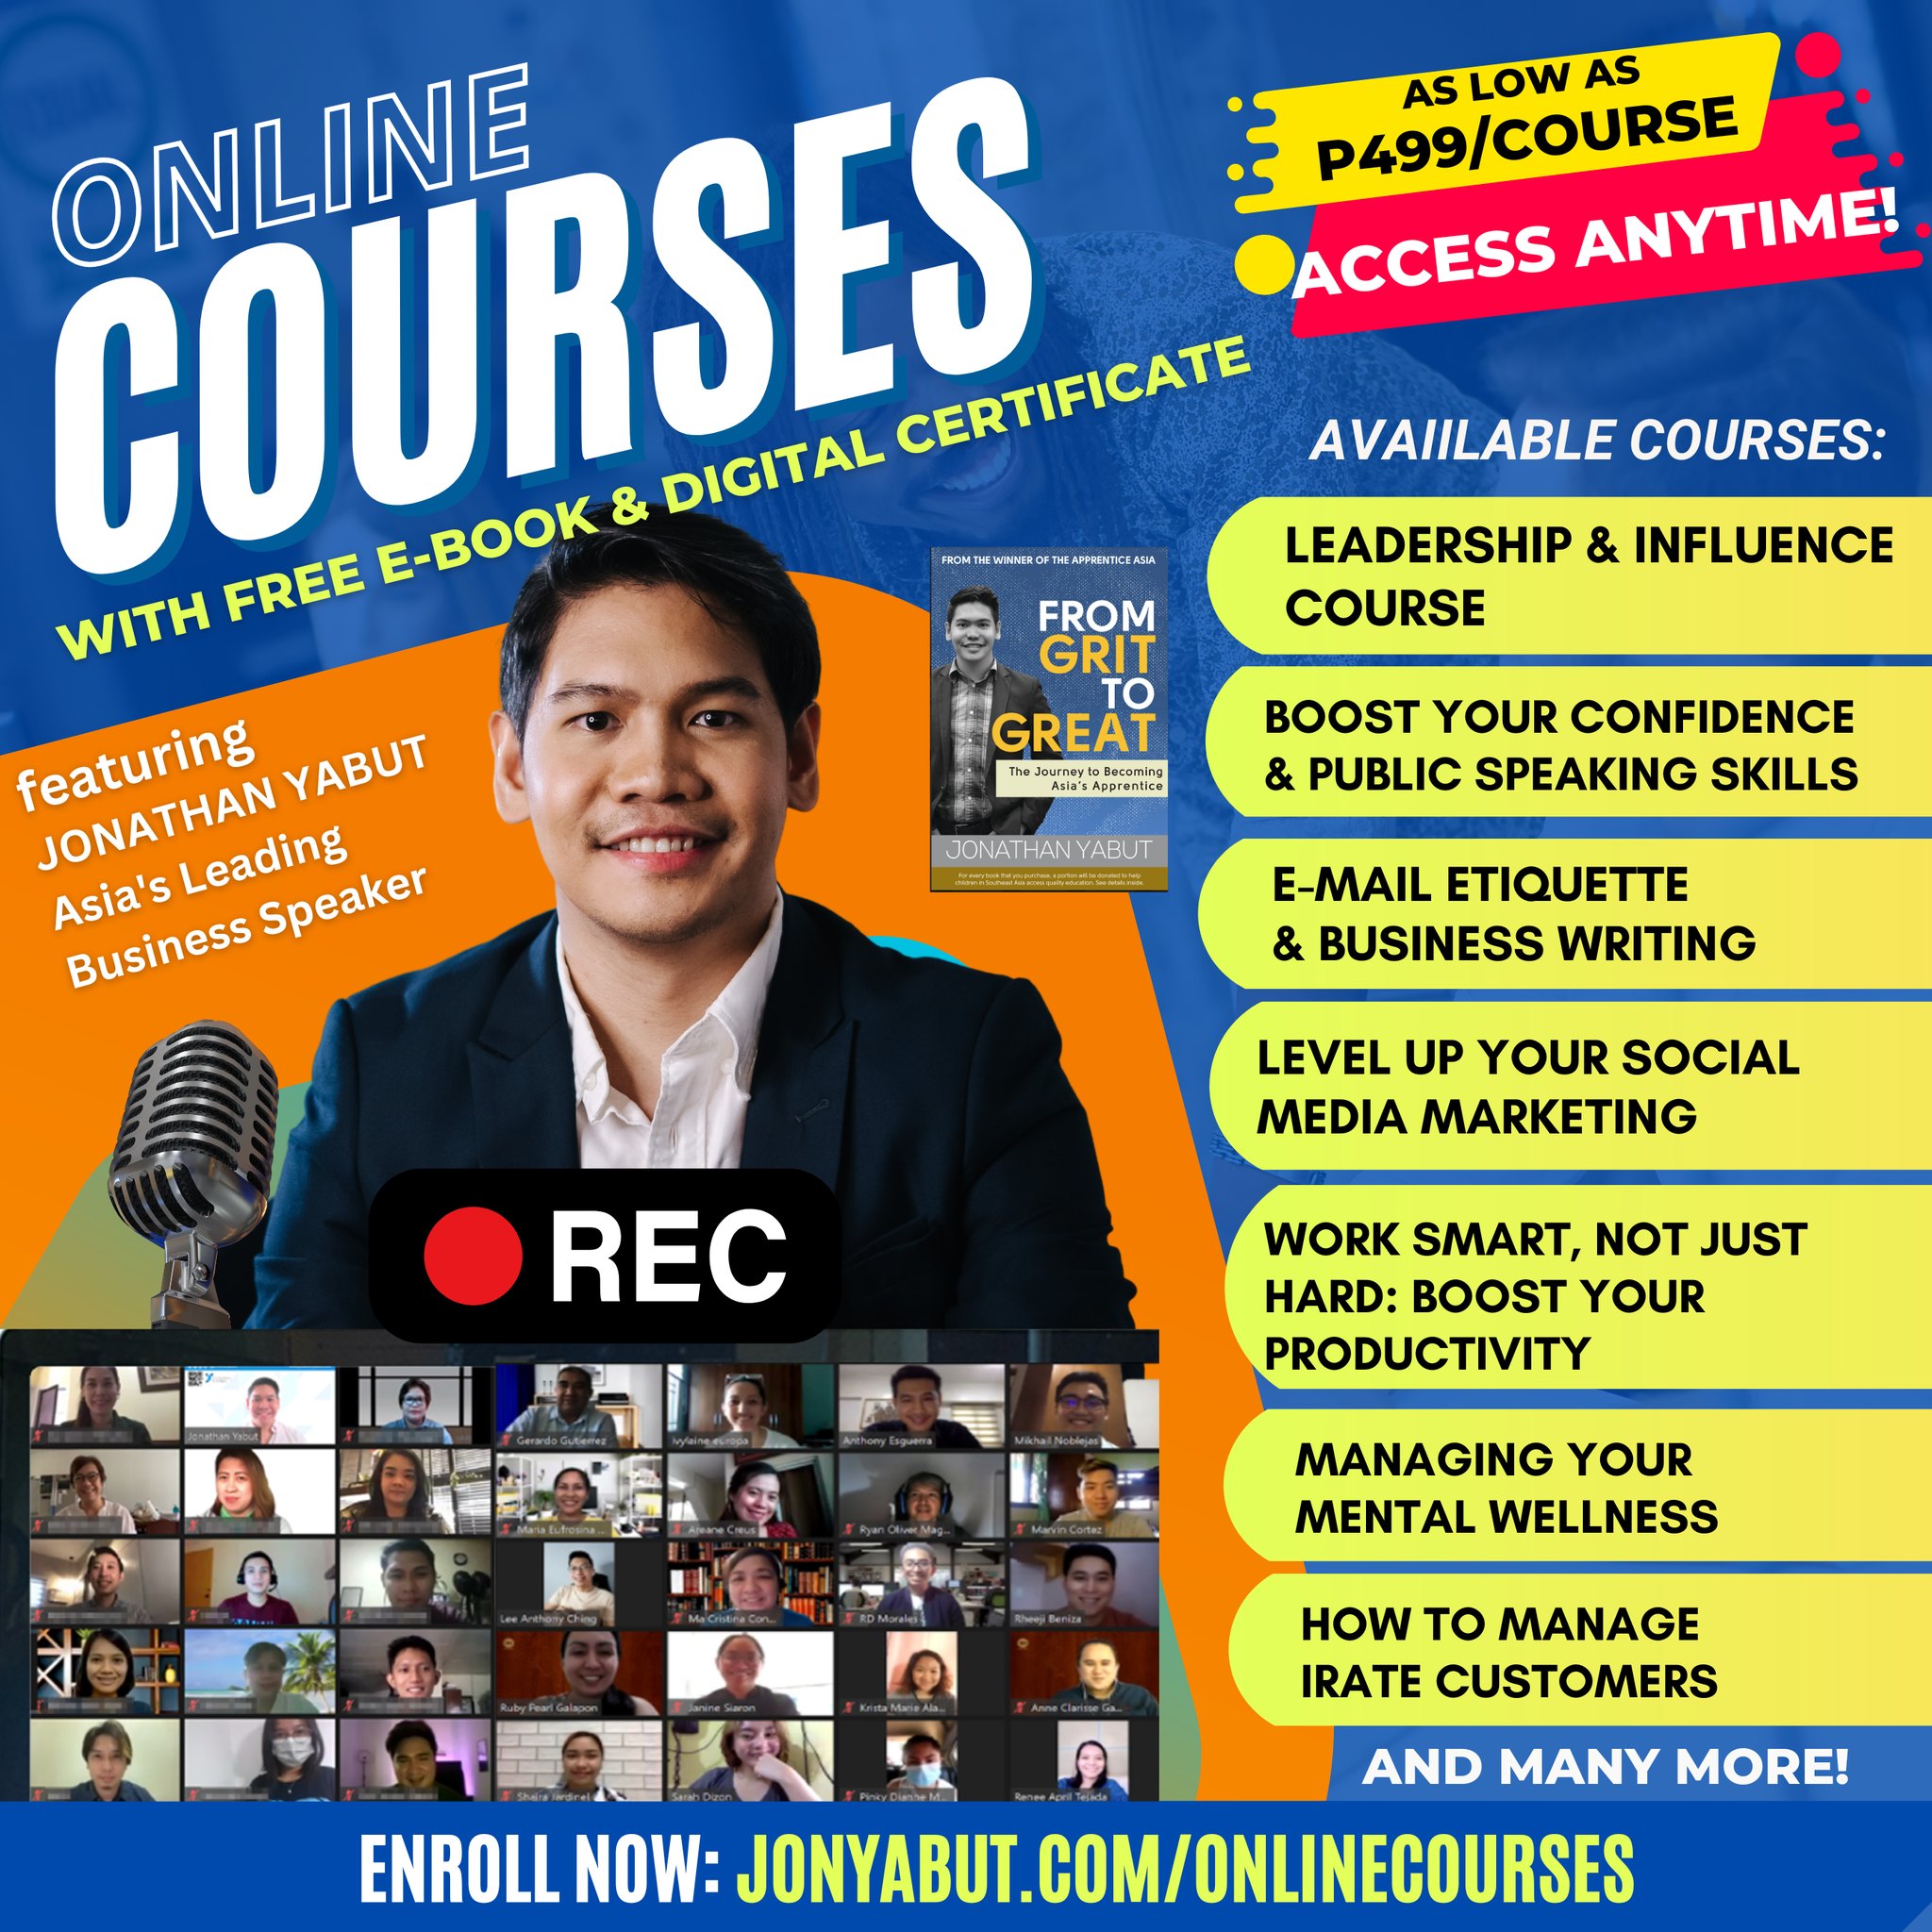 ONLINE
COURSES
WITH FREE E-BOOK & DIGITAL CERTIFICATE
AS LOW AS
P499/COURSE
ACCESS ANYTIME!
featuring
JONATHAN YABUT
Asia's Leading
Business Speaker
FROM THE WINNER OF THE APPRENTICE ASIA
FROM
GRIT
TO
GREAT
The Journey to Becoming
Asia's Apprentice
JONATHAN YABUT
For every book that you purchase, a portion will be donated to help
children in Southeast Asia access quality education. See details inside.
REC
AVAIILABLE COURSES:
LEADERSHIP & INFLUENCE
COURSE
BOOST YOUR CONFIDENCE
& PUBLIC SPEAKING SKILLS
E-MAIL ETIQUETTE
& BUSINESS WRITING
LEVEL UP YOUR SOCIAL
MEDIA MARKETING
WORK SMART, NOT JUST
HARD: BOOST YOUR
PRODUCTIVITY
MANAGING YOUR
MENTAL WELLNESS
HOW TO MANAGE
IRATE CUSTOMERS
AND MANY MORE!
Jonathan Yabut
Gerardo Gutierrez
ivylaine europa
Anthony Esguerra
Mikhail Noblejas
Maria Eufrosina ...
Areane Creus
Ryan Oliver Mag...
Marvin Cortez
Lee Anthony Ching
Ma Cristina Con...
RD Morales
Rheeji Beniza
Ruby Pearl Galapon
Janine Siaron
Krista Marie Ala...
Anne Clarisse Ga...
Shaira Jardinel
Sarah Dizon
Pinky Dianne M...
Renee April Tejada
ENROLL NOW: JONYABUT.COM/ONLINECOURSES